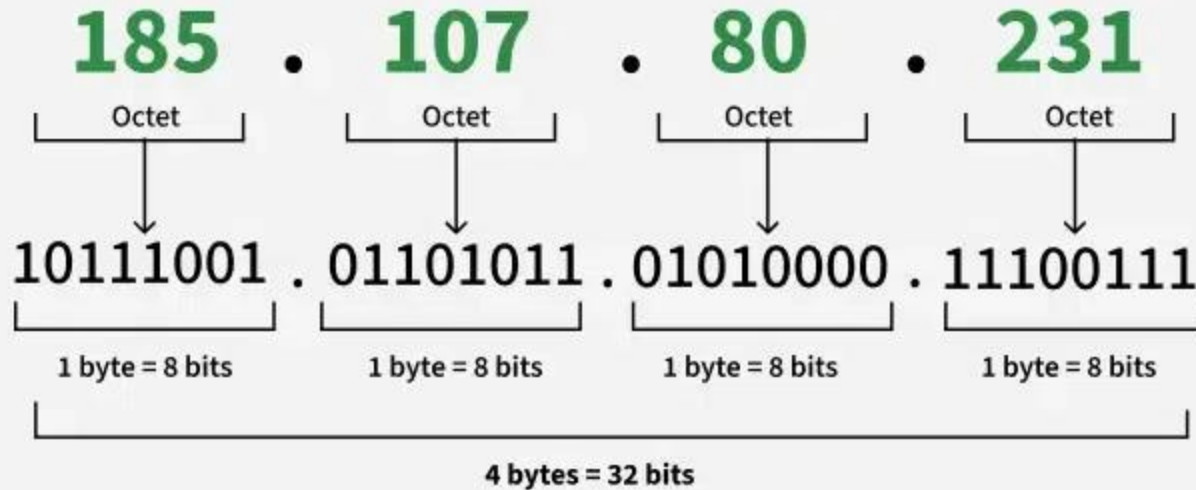 185 . 107 . 80 . 231
Octet Octet Octet Octet
10111001 . 01101011 . 01010000 . 11100111
1 byte = 8 bits 1 byte = 8 bits 1 byte = 8 bits 1 byte = 8 bits
4 bytes = 32 bits